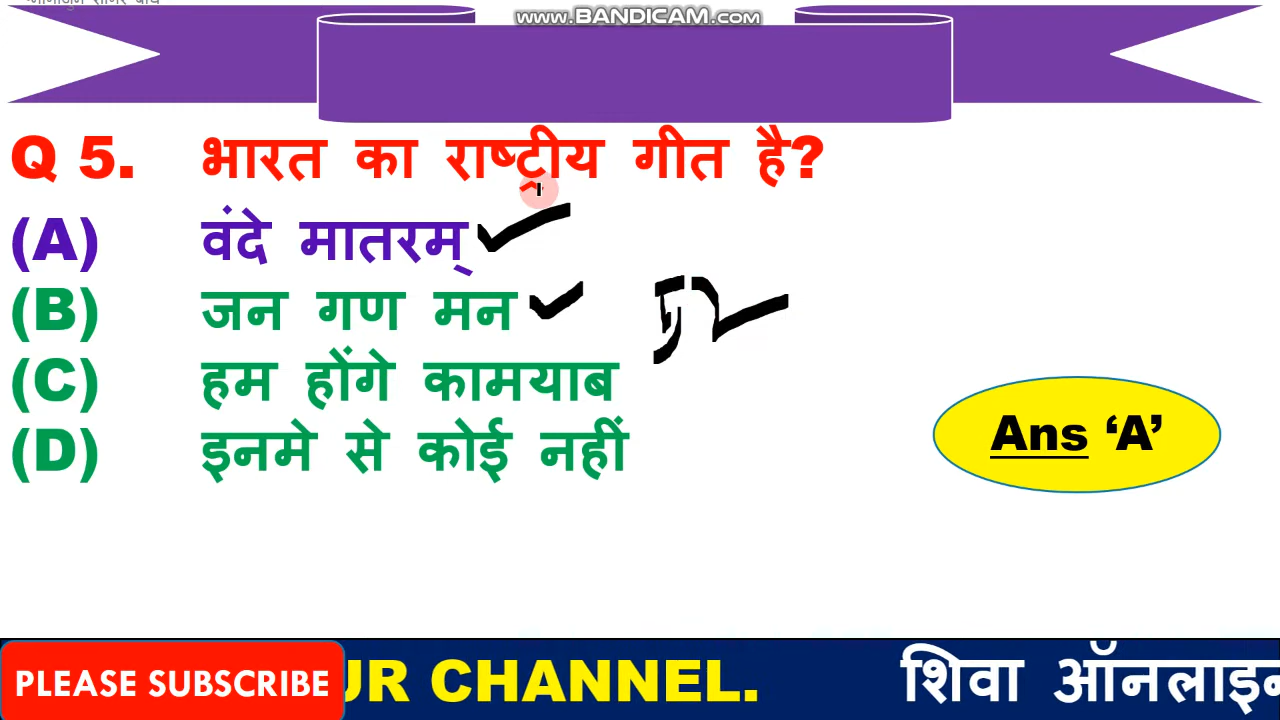 www.BANDICAM.com
Q 5. भारत का राष्ट्रीय गीत है?
(A) वंदे मातरम्
(B) जन गण मन
52
(C) हम होंगे कामयाब
(D) इनमे से कोई नहीं
Ans ‘A’
PLEASE SUBSCRIBE
UR CHANNEL.
शिवा ऑनलाइन